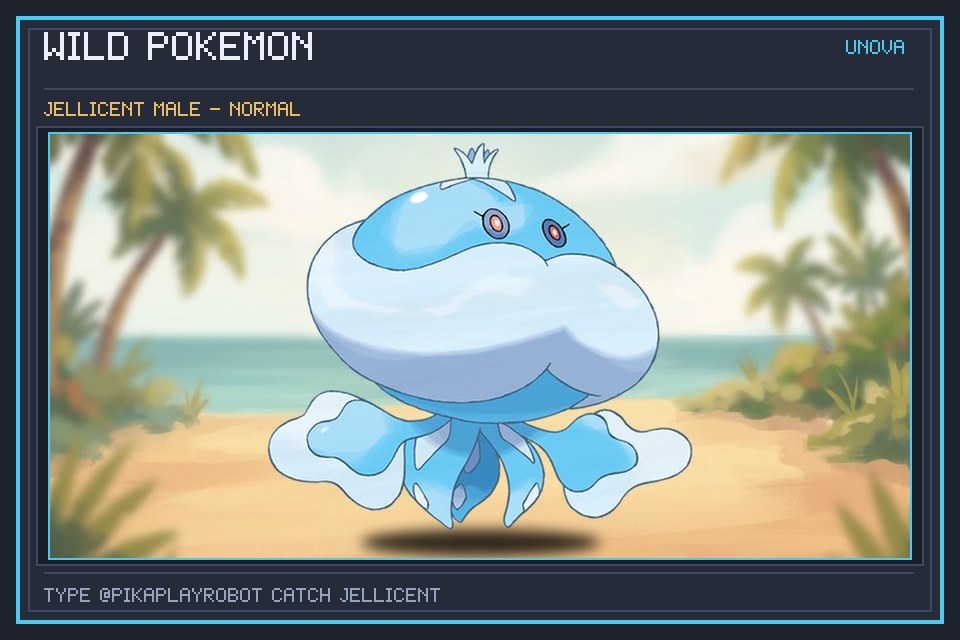 WILD POKEMON
UNOVA
JELLICENT MALE - NORMAL
TYPE @PIKAPLAYROBOT CATCH JELLICENT